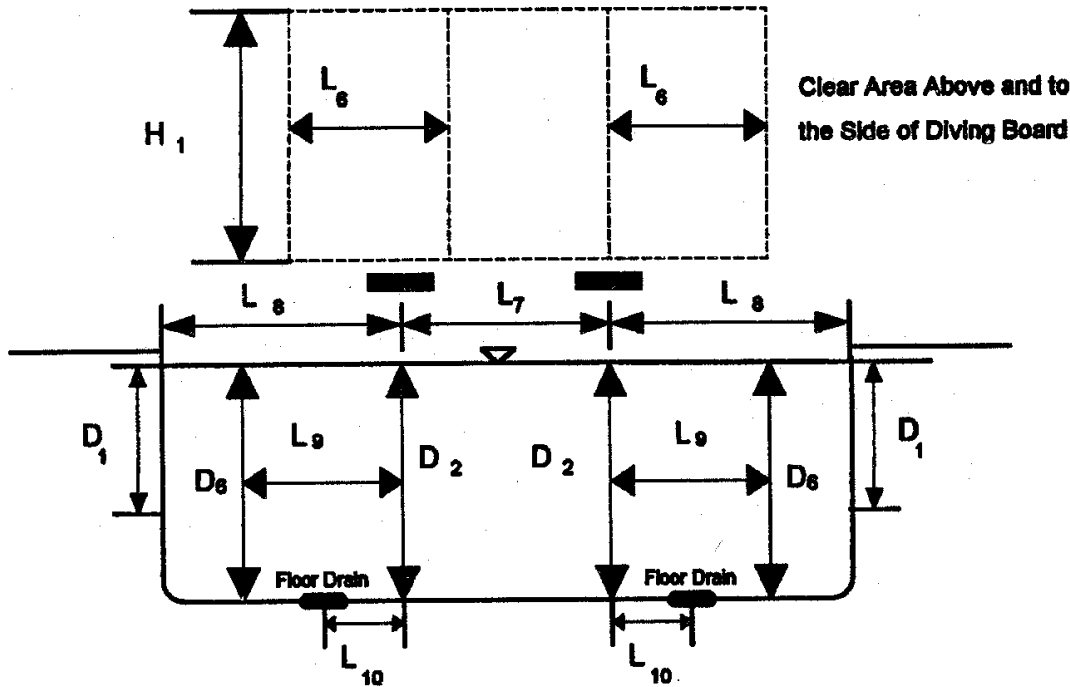 L6
L6
Clear Area Above and to
the Side of Diving Board
H1
L8
L7
L8
D1
L9
D2
D2
L9
D1
D6
D6
Floor Drain
Floor Drain
L10
L10